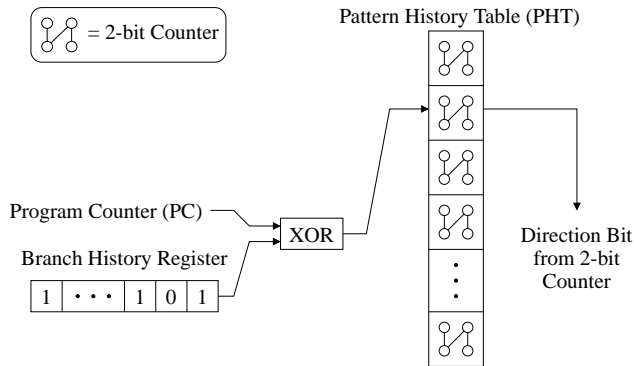 = 2-bit Counter
Pattern History Table (PHT)
Program Counter (PC)
XOR
Branch History Register
1 · · · 1 0 1
Direction Bit
from 2-bit
Counter